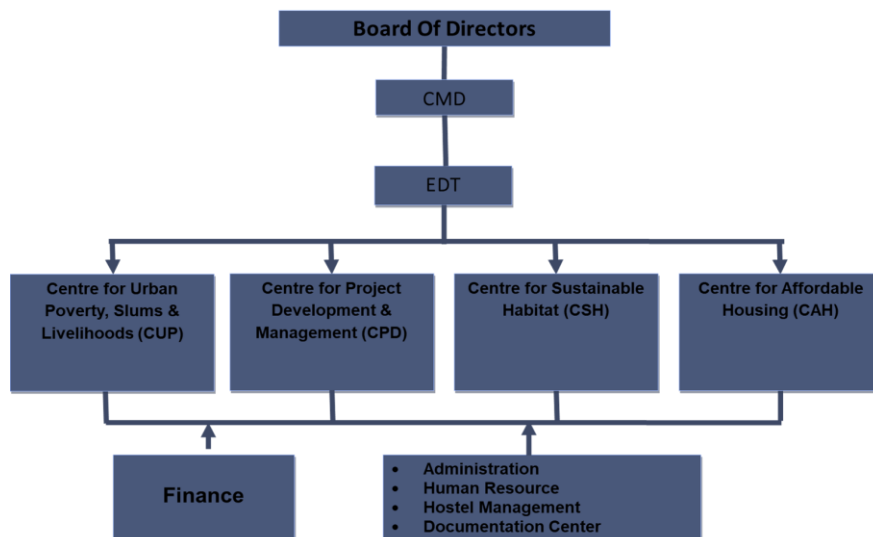 Board Of Directors
CMD
EDT
Centre for Urban
Poverty, Slums &
Livelihoods (CUP)
Centre for Project
Development &
Management (CPD)
Centre for Sustainable
Habitat (CSH)
Centre for Affordable
Housing (CAH)
Finance
• Administration
• Human Resource
• Hostel Management
• Documentation Center